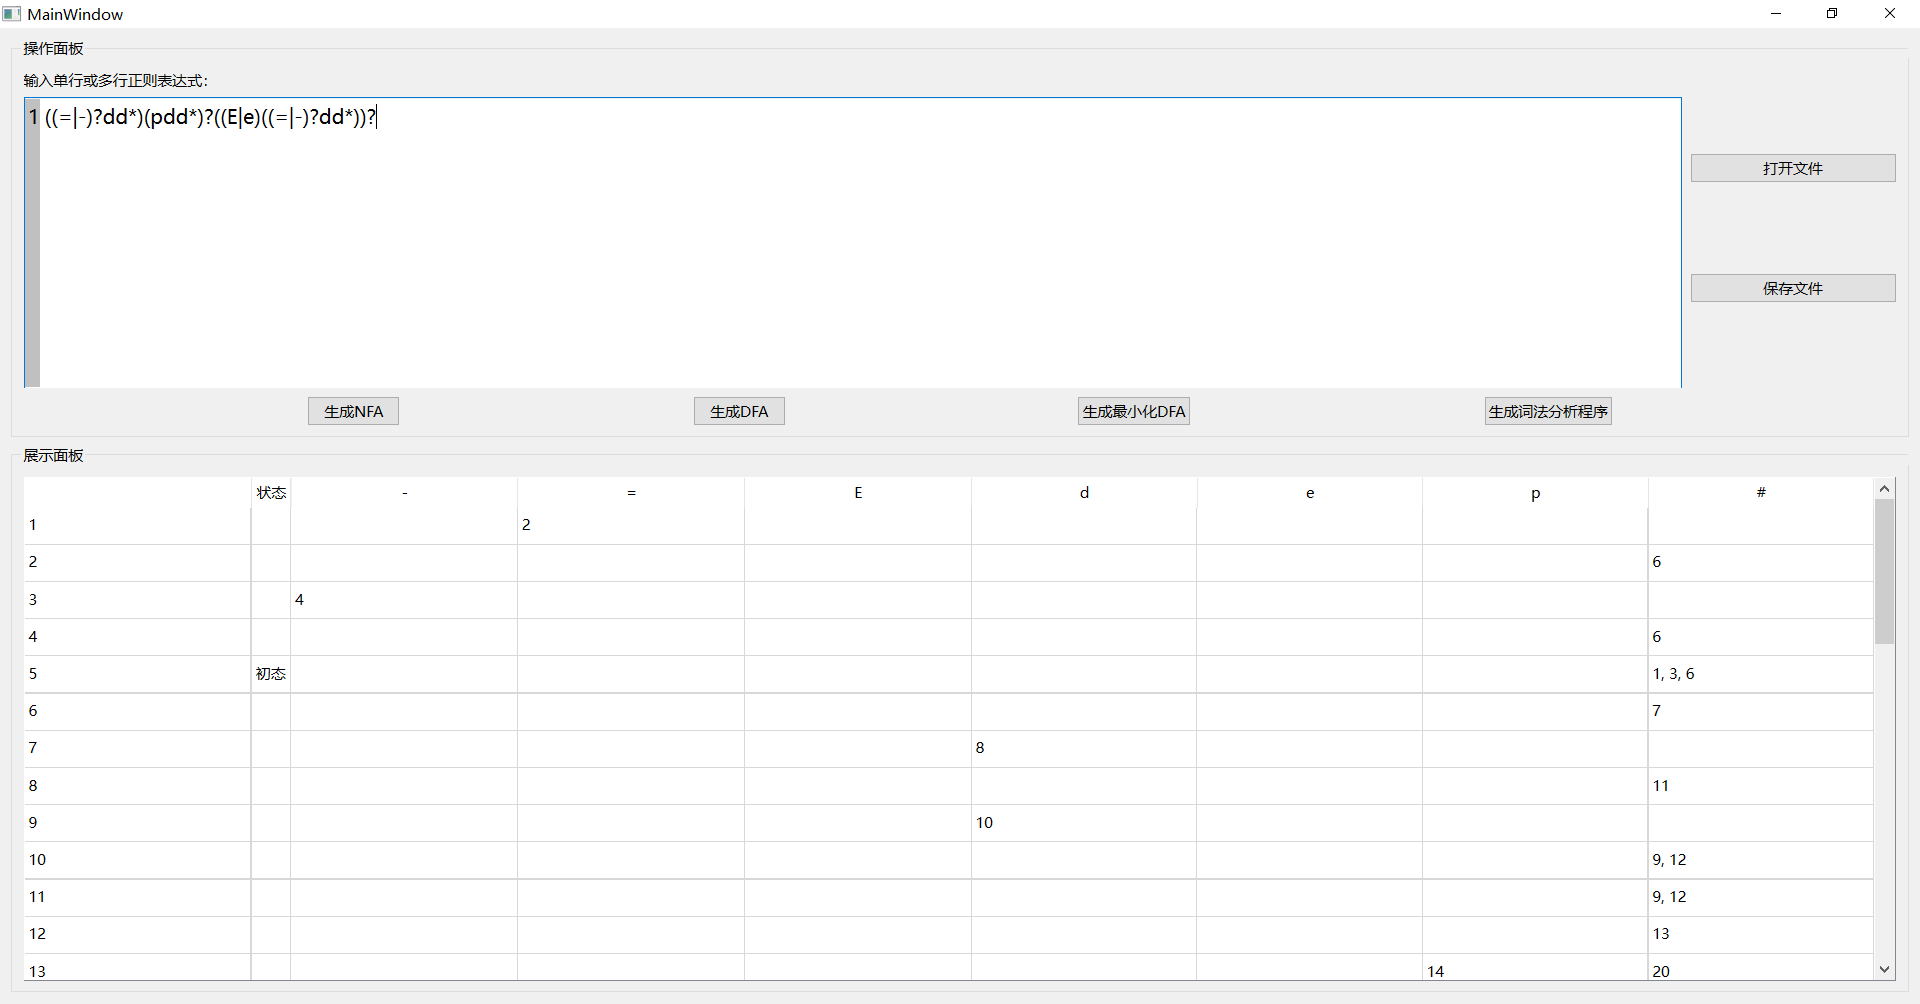 MainWindow
操作面板
输入单行或多行正则表达式：
1 ((=|-)?dd*)(pdd*)?((E|e)((=|-)?dd*))?
打开文件
保存文件
生成NFA 生成DFA 生成最小化DFA 生成词法分析程序
展示面板
状态 - = E d e p #
1 2
2 6
3 4
4 6
5 初态 1, 3, 6
6 7
7 8
8 11
9 10
10 9, 12
11 9, 12
12 13
13 14 20